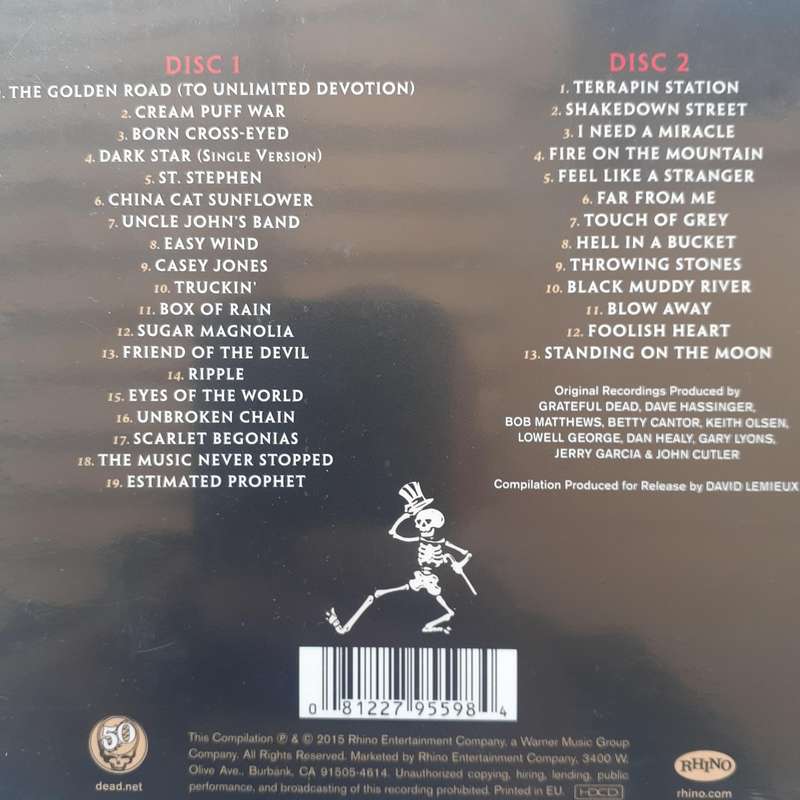 DISC 1
. THE GOLDEN ROAD (TO UNLIMITED DEVOTION)
2. CREAM PUFF WAR
3. BORN CROSS-EYED
4. DARK STAR (SINGLE VERSION)
5. ST. STEPHEN
6. CHINA CAT SUNFLOWER
7. UNCLE JOHN'S BAND
8. EASY WIND
9. CASEY JONES
10. TRUCKIN'
11. BOX OF RAIN
12. SUGAR MAGNOLIA
13. FRIEND OF THE DEVIL
14. RIPPLE
15. EYES OF THE WORLD
16. UNBROKEN CHAIN
17. SCARLET BEGONIAS
18. THE MUSIC NEVER STOPPED
19. ESTIMATED PROPHET
DISC 2
1. TERRAPIN STATION
2. SHAKEDOWN STREET
3. I NEED A MIRACLE
4. FIRE ON THE MOUNTAIN
5. FEEL LIKE A STRANGER
6. FAR FROM ME
7. TOUCH OF GREY
8. HELL IN A BUCKET
9. THROWING STONES
10. BLACK MUDDY RIVER
11. BLOW AWAY
12. FOOLISH HEART
13. STANDING ON THE MOON
Original Recordings Produced by
GRATEFUL DEAD, DAVE HASSINGER,
BOB MATTHEWS, BETTY CANTOR, KEITH OLSEN,
LOWELL GEORGE, DAN HEALY, GARY LYONS,
JERRY GARCIA & JOHN CUTLER
Compilation Produced for Release by DAVID LEMIEUX
0 81227 95598 4
50
dead.net
This Compilation ℗ & © 2015 Rhino Entertainment Company, a Warner Music Group
Company. All Rights Reserved. Marketed by Rhino Entertainment Company, 3400 W.
Olive Ave., Burbank, CA 91505-4614. Unauthorized copying, hiring, lending, public
performance, and broadcasting of this recording prohibited. Printed in EU. HDCD
RHINO
rhino.com